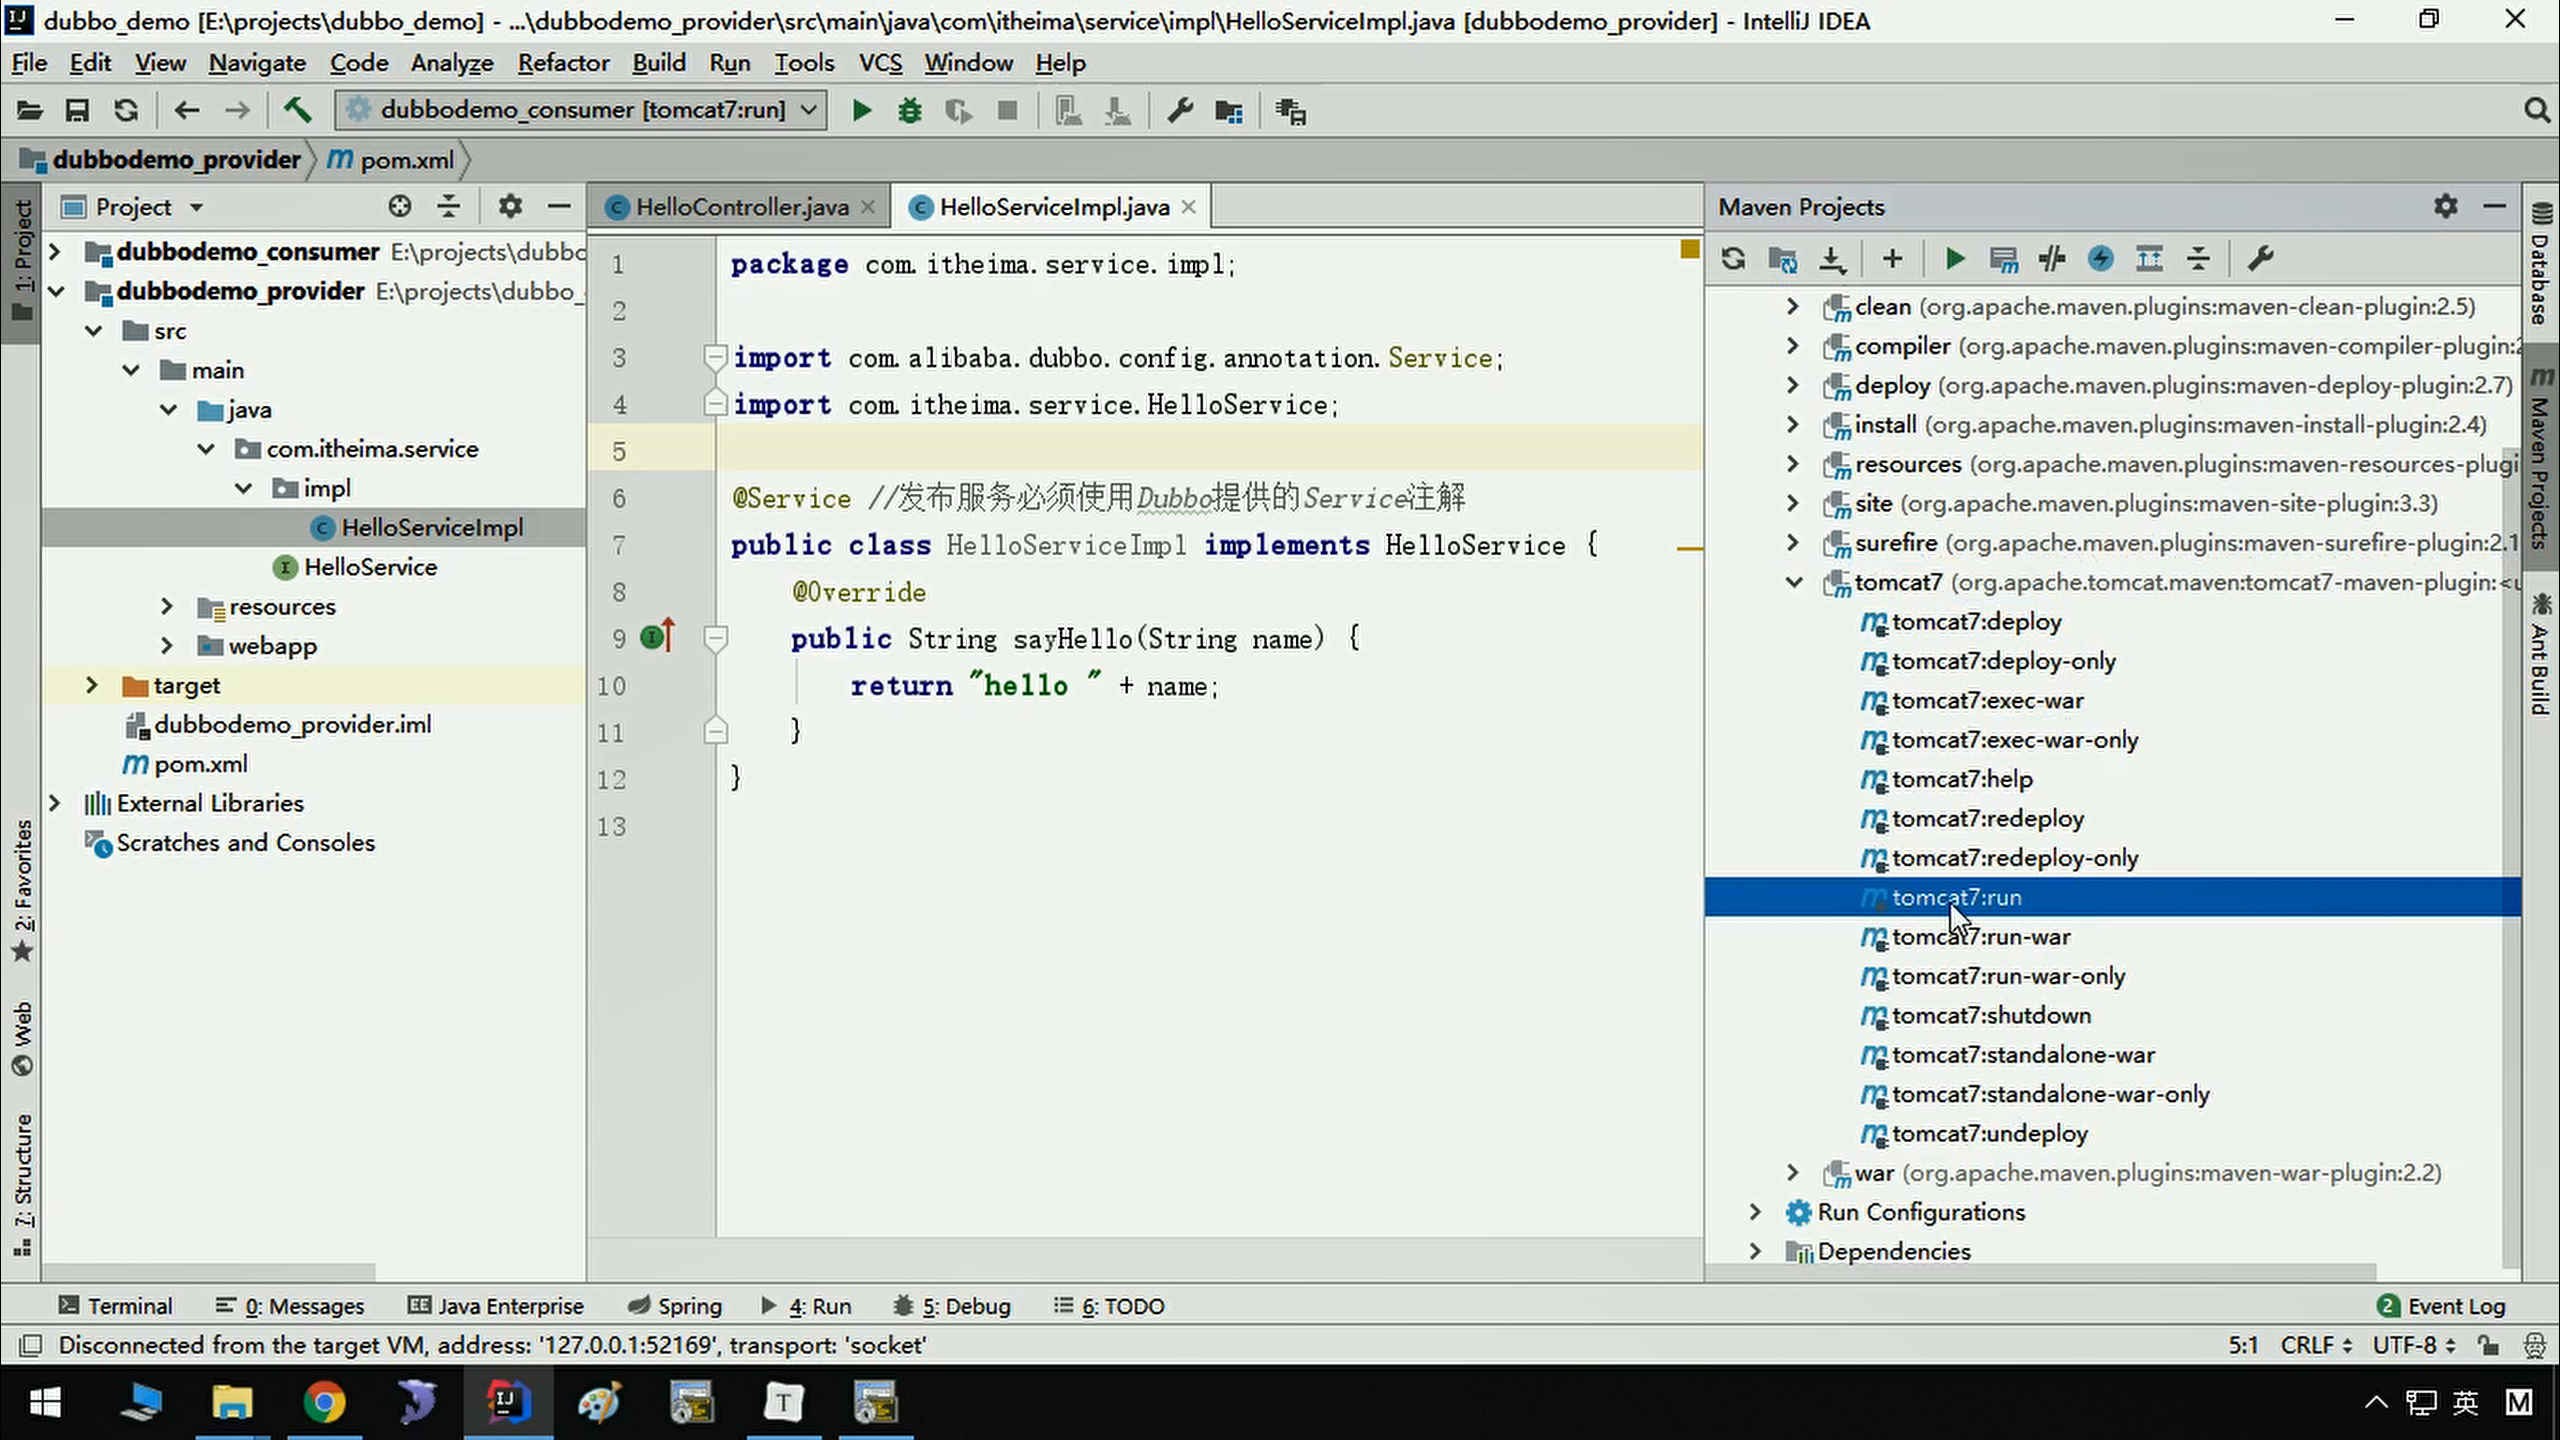 dubbo_demo [E:\projects\dubbo_demo] - ...\dubbodemo_provider\src\main\java\com\itheima\service\impl\HelloServiceImpl.java [dubbodemo_provider] - IntelliJ IDEA
File Edit View Navigate Code Analyze Refactor Build Run Tools VCS Window Help
dubbodemo_consumer [tomcat7:run]
dubbodemo_provider pom.xml
1: Project
2: Favorites
Web
7: Structure
Project
dubbodemo_consumer E:\projects\dubbo
dubbodemo_provider E:\projects\dubbo_
src
main
java
com.itheima.service
impl
HelloServiceImpl
HelloService
resources
webapp
target
dubbodemo_provider.iml
pom.xml
External Libraries
Scratches and Consoles
HelloController.java HelloServiceImpl.java
1 package com.itheima.service.impl;
2
3 import com.alibaba.dubbo.config.annotation.Service;
4 import com.itheima.service.HelloService;
5
6 @Service //发布服务必须使用Dubbo提供的Service注解
7 public class HelloServiceImpl implements HelloService {
8 @Override
9 public String sayHello(String name) {
10 return "hello " + name;
11 }
12 }
13
Maven Projects
clean (org.apache.maven.plugins:maven-clean-plugin:2.5)
compiler (org.apache.maven.plugins:maven-compiler-plugin:2
deploy (org.apache.maven.plugins:maven-deploy-plugin:2.7)
install (org.apache.maven.plugins:maven-install-plugin:2.4)
resources (org.apache.maven.plugins:maven-resources-plugi
site (org.apache.maven.plugins:maven-site-plugin:3.3)
surefire (org.apache.maven.plugins:maven-surefire-plugin:2.1
tomcat7 (org.apache.tomcat.maven:tomcat7-maven-plugin:<u
tomcat7:deploy
tomcat7:deploy-only
tomcat7:exec-war
tomcat7:exec-war-only
tomcat7:help
tomcat7:redeploy
tomcat7:redeploy-only
tomcat7:run
tomcat7:run-war
tomcat7:run-war-only
tomcat7:shutdown
tomcat7:standalone-war
tomcat7:standalone-war-only
tomcat7:undeploy
war (org.apache.maven.plugins:maven-war-plugin:2.2)
Run Configurations
Dependencies
Database
Maven Projects
Ant Build
Terminal 0: Messages Java Enterprise Spring 4: Run 5: Debug 6: TODO 2 Event Log
Disconnected from the target VM, address: '127.0.0.1:52169', transport: 'socket' 5:1 CRLF UTF-8
英 M